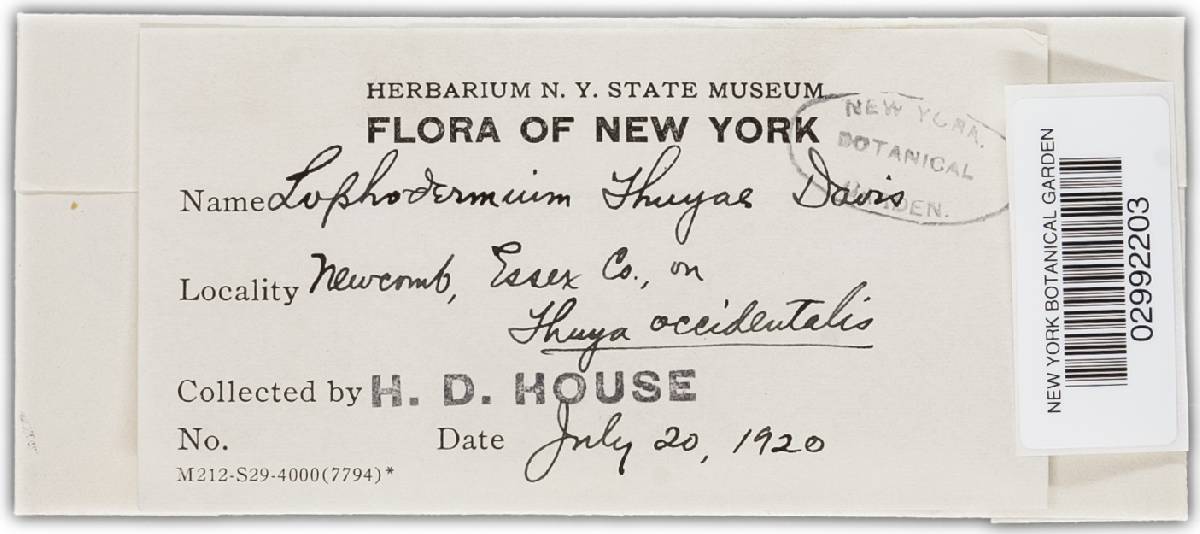 HERBARIUM N. Y. STATE MUSEUM
FLORA OF NEW YORK
NEW YORK
BOTANICAL
GARDEN.
Name Lophodermium Thuyae Davis
Locality Newcomb, Essex Co., on
Thuya occidentalis
Collected by H. D. HOUSE
No. Date July 20, 1920
M212-S29-4000(7794)*
NEW YORK BOTANICAL GARDEN
02992203